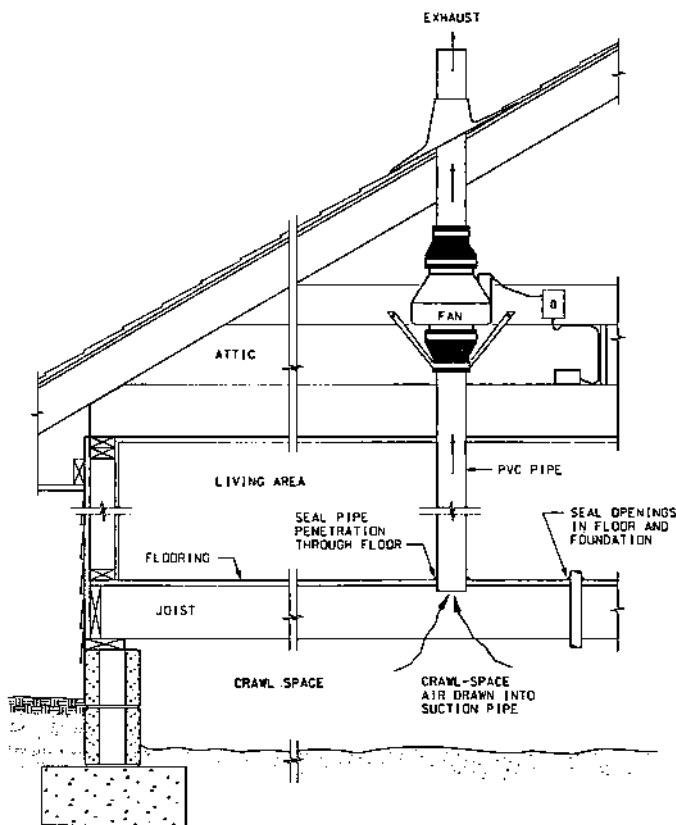 EXHAUST
FAN
ATTIC
LIVING AREA
PVC PIPE
SEAL PIPE
PENETRATION
THROUGH FLOOR
SEAL OPENINGS
IN FLOOR AND
FOUNDATION
FLOORING
JOIST
CRAWL SPACE
CRAWL-SPACE
AIR DRAWN INTO
SUCTION PIPE